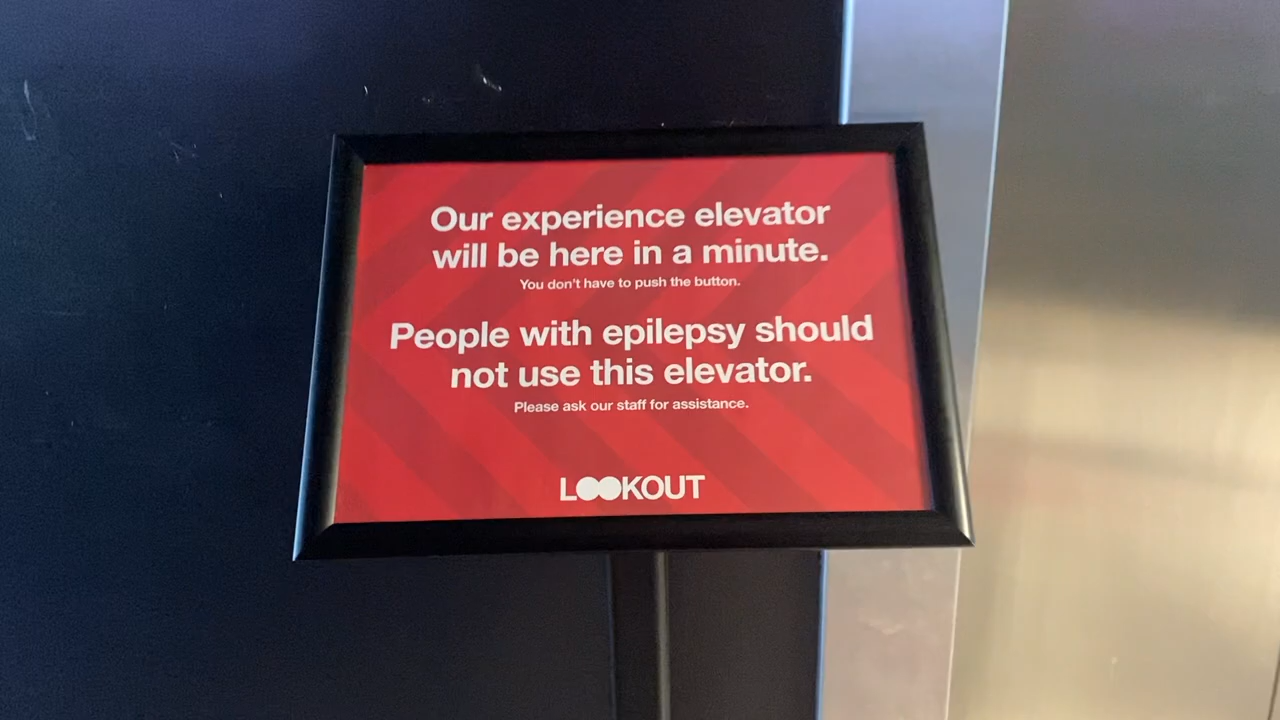 Our experience elevator
will be here in a minute.
You don't have to push the button.
People with epilepsy should
not use this elevator.
Please ask our staff for assistance.
LOOKOUT